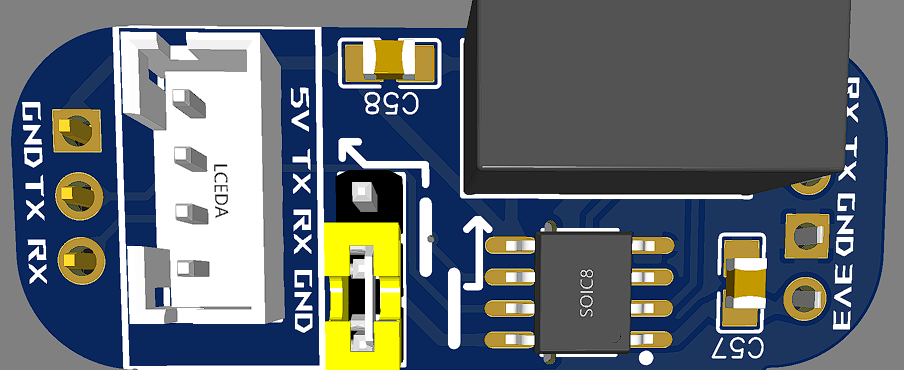 GND TX RX
LCEDA
5V TX RX GND
C58
SOIC8
C57
RX TX GND 3V3